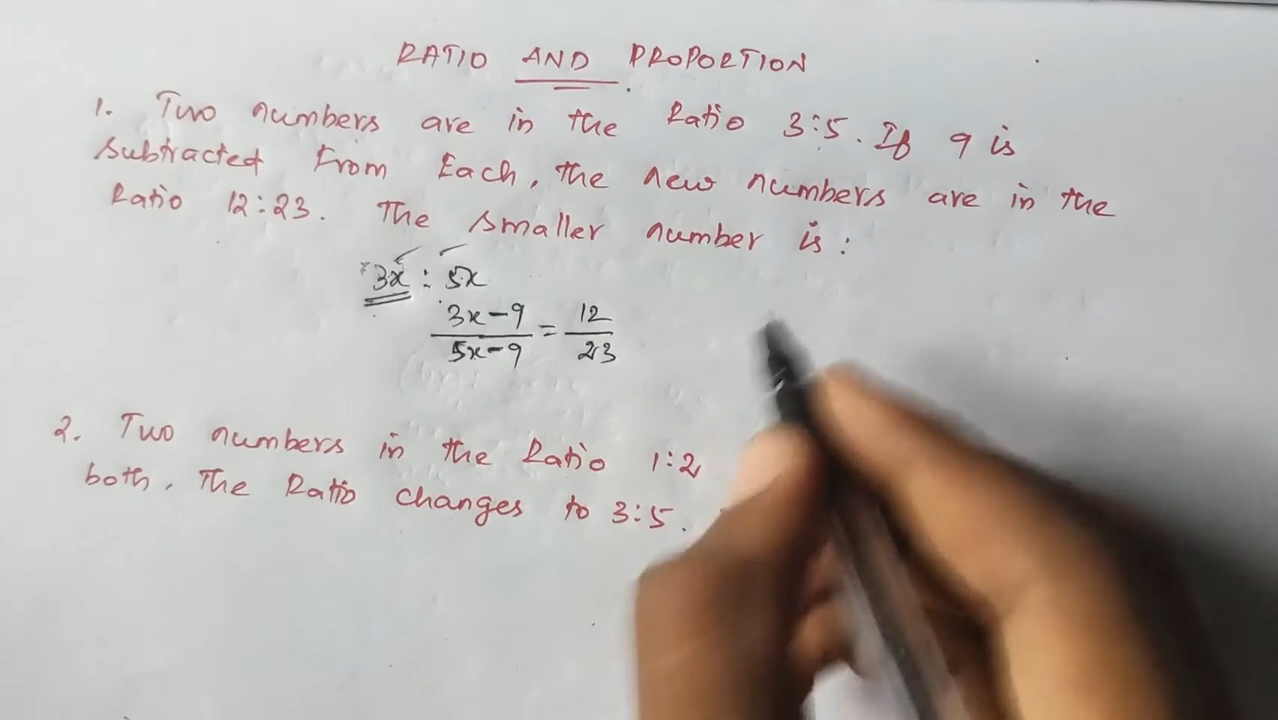 RATIO AND PROPORTION
1. Two numbers are in the Ratio 3:5. If 9 is
subtracted From Each, the new numbers are in the
Ratio 12:23. The smaller number is:
3x : 5x
3x-9
5x-9
=
12
23
2. Two numbers in the Ratio 1:2
both, The Ratio changes to 3:5.